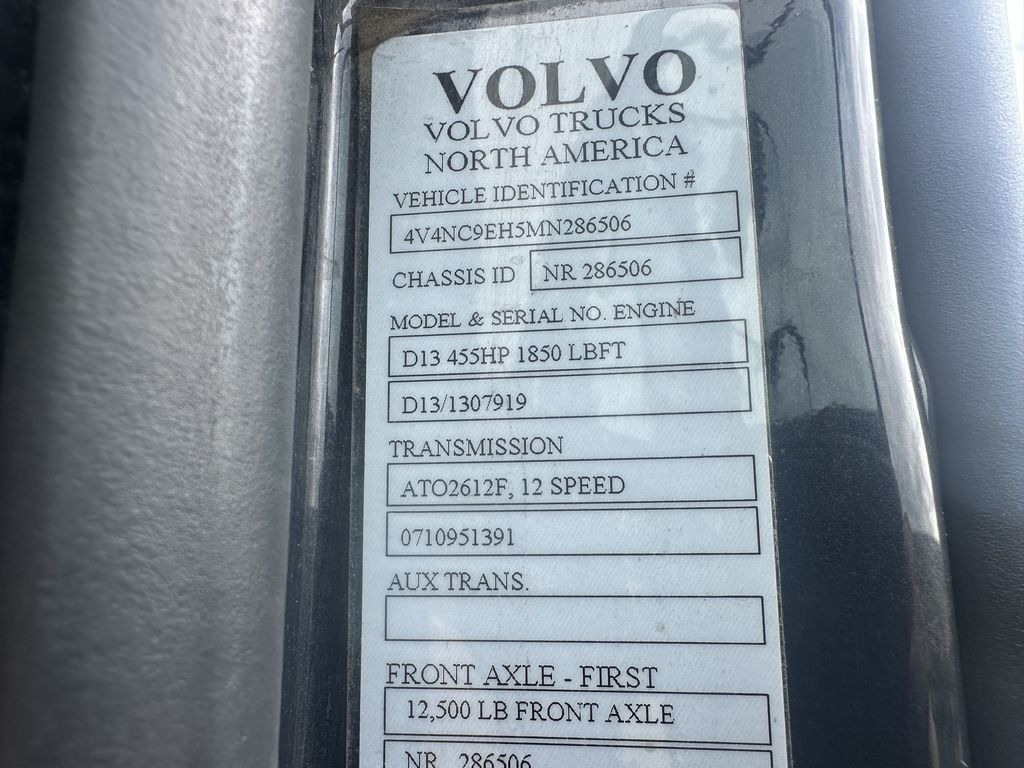 VOLVO
VOLVO TRUCKS
NORTH AMERICA
VEHICLE IDENTIFICATION #
4V4NC9EH5MN286506
CHASSIS ID NR 286506
MODEL & SERIAL NO. ENGINE
D13 455HP 1850 LBFT
D13/1307919
TRANSMISSION
ATO2612F, 12 SPEED
0710951391
AUX TRANS.
FRONT AXLE - FIRST
12,500 LB FRONT AXLE
NR 286506